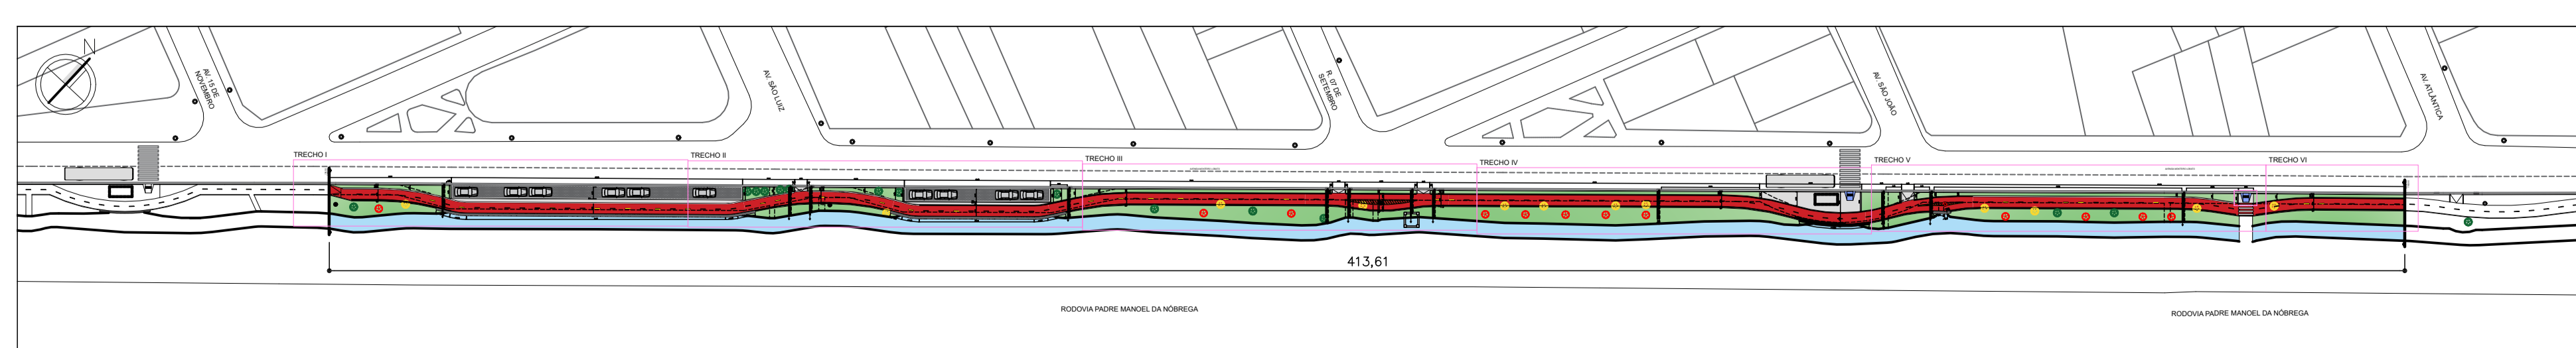 N
AV. 15 DE
NOVEMBRO
AV. SÃO LUIZ
R. 07 DE
SETEMBRO
AV. SÃO JOÃO
AV. ATLÂNTICA
TRECHO I
TRECHO II
TRECHO III
TRECHO IV
TRECHO V
TRECHO VI
413,61
RODOVIA PADRE MANOEL DA NÓBREGA
RODOVIA PADRE MANOEL DA NÓBREGA